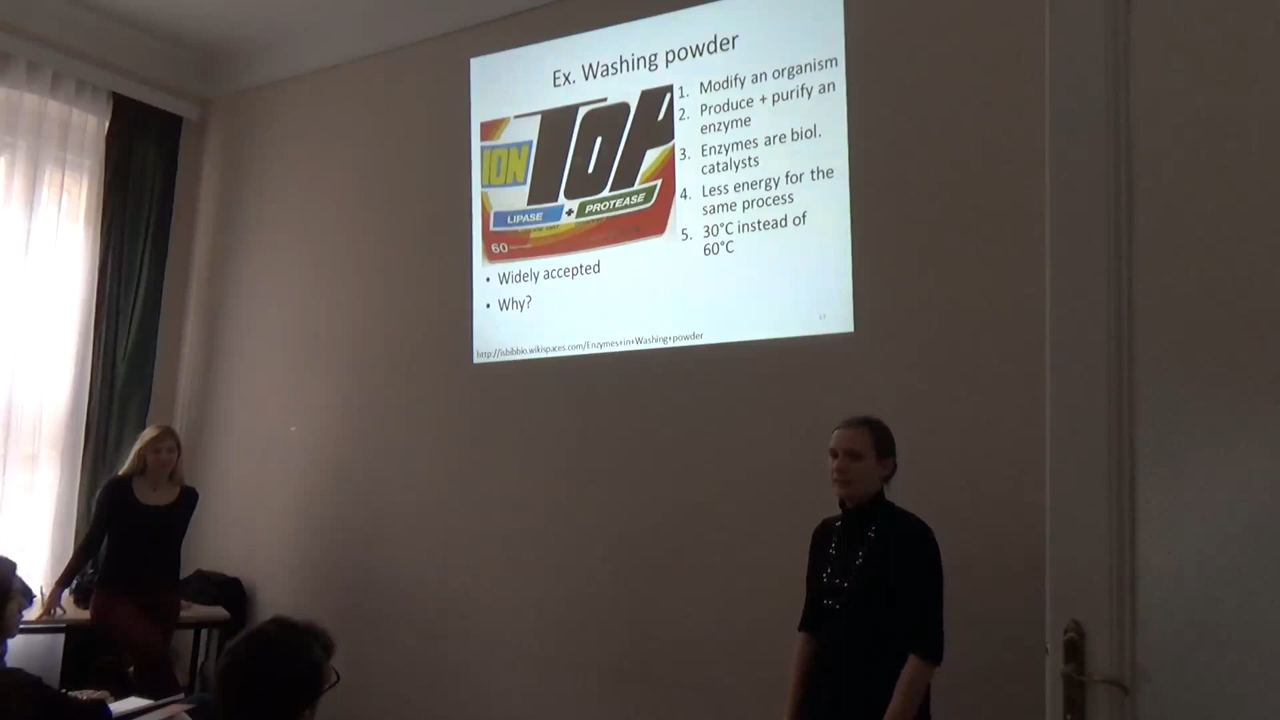 Ex. Washing powder
ION
TOP
LIPASE + PROTEASE
60
1. Modify an organism
2. Produce + purify an
enzyme
3. Enzymes are biol.
catalysts
4. Less energy for the
same process
5. 30°C instead of
60°C
• Widely accepted
• Why?
http://isbibbio.wikispaces.com/Enzymes+in+Washing+powder